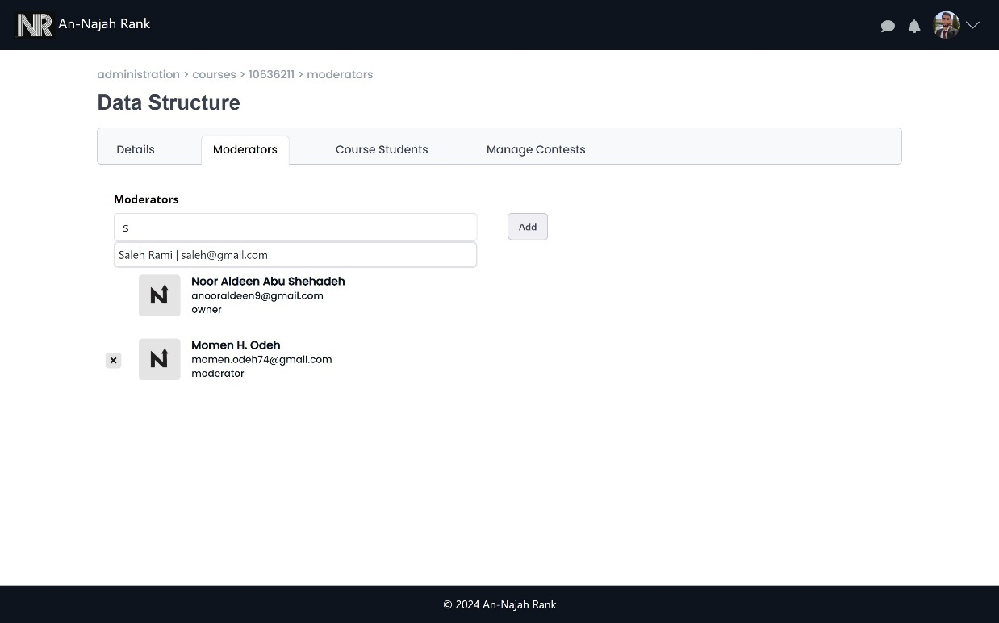 NR An-Najah Rank
administration > courses > 10636211 > moderators
Data Structure
Details Moderators Course Students Manage Contests
Moderators
S
Add
Saleh Rami | saleh@gmail.com
N
Noor Aldeen Abu Shehadeh
anooraldeen9@gmail.com
owner
N
Momen H. Odeh
momen.odeh74@gmail.com
moderator
© 2024 An-Najah Rank